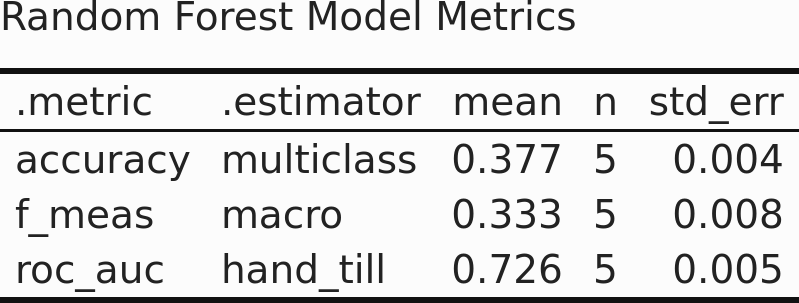 Random Forest Model Metrics
.metric .estimator mean n std_err
accuracy multiclass 0.377 5 0.004
f_meas macro 0.333 5 0.008
roc_auc hand_till 0.726 5 0.005